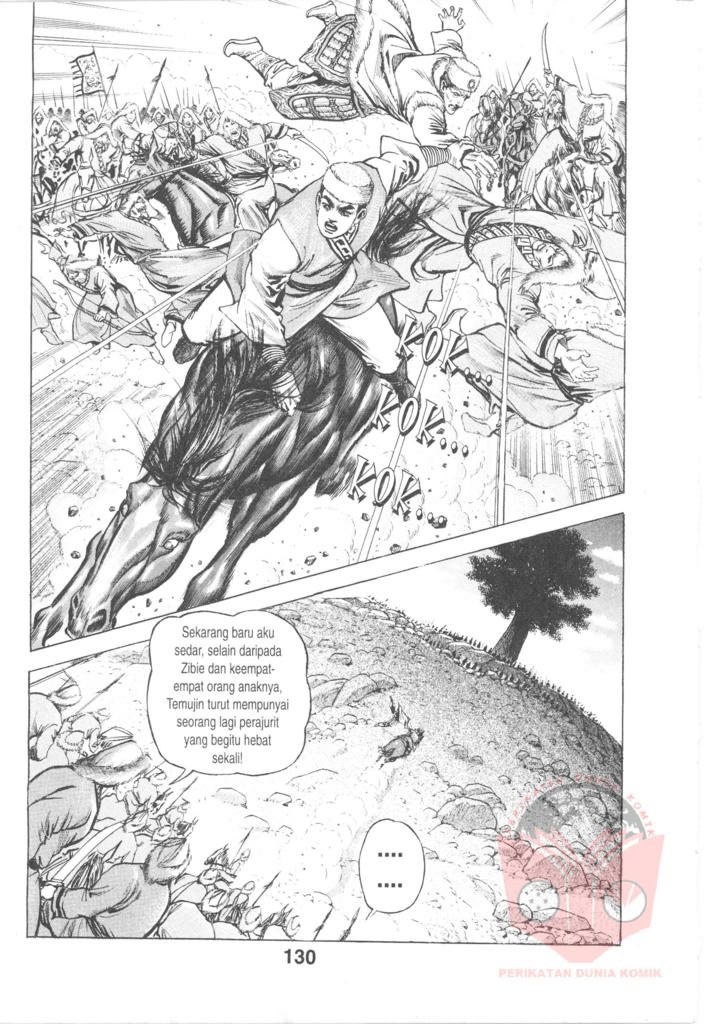 KOK...
KOK...
KOK...
Sekarang baru aku
sedar, selain daripada
Zibie dan keempat-
empat orang anaknya,
Temujin turut mempunyai
seorang lagi perajurit
yang begitu hebat
sekali!
....
....
130
PERIKATAN DUNIA KOMIK